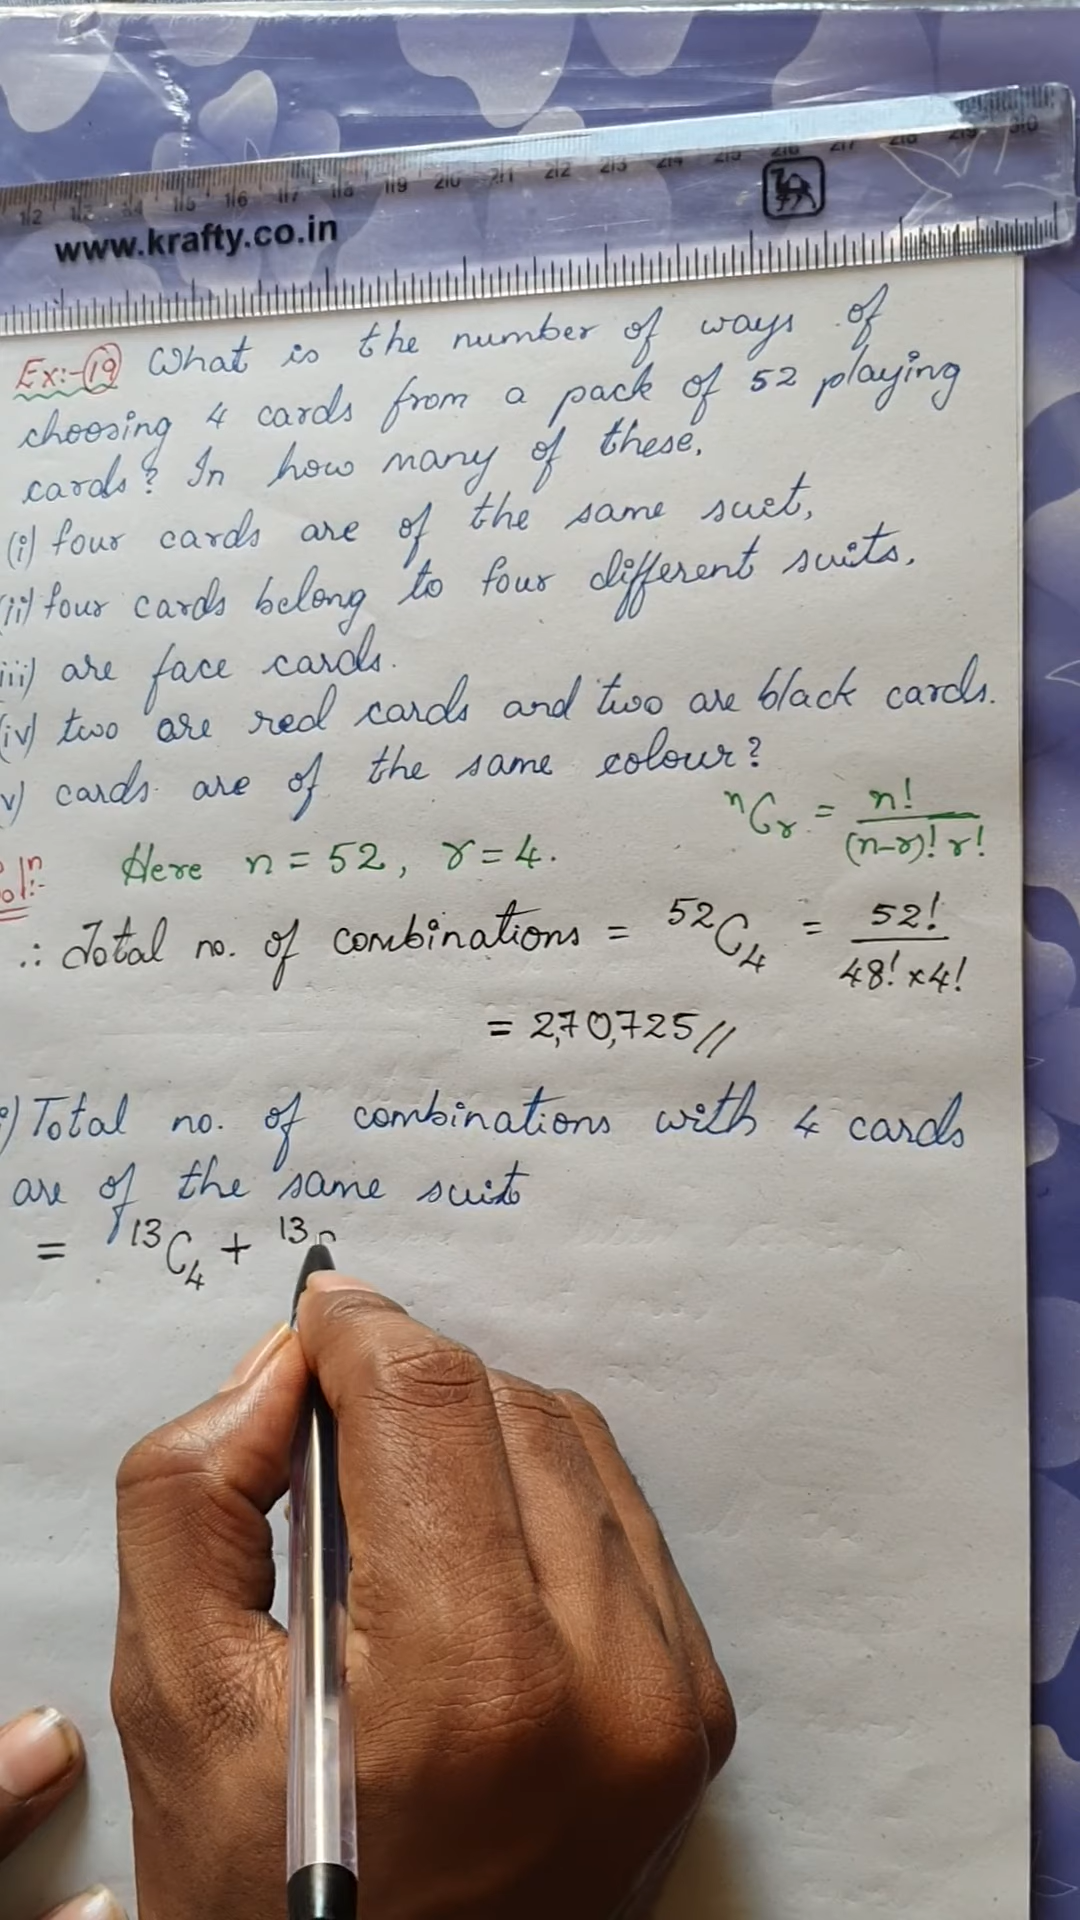 www.krafty.co.in
Ex:-19 What is the number of ways of
choosing 4 cards from a pack of 52 playing
cards? In how many of these,
(i) four cards are of the same suit,
(ii) four cards belong to four different suits,
iii) are face cards.
(iv) two are red cards and two are black cards.
v) cards are of the same colour?
ⁿCᵣ = n! / (n-r)! r!
Solⁿ:- Here n = 52, r = 4.
∴ Total no. of combinations = ⁵²C₄ = 52! / 48! × 4!
= 2,70,725 //
i) Total no. of combinations with 4 cards
are of the same suit
= ¹³C₄ + ¹³C